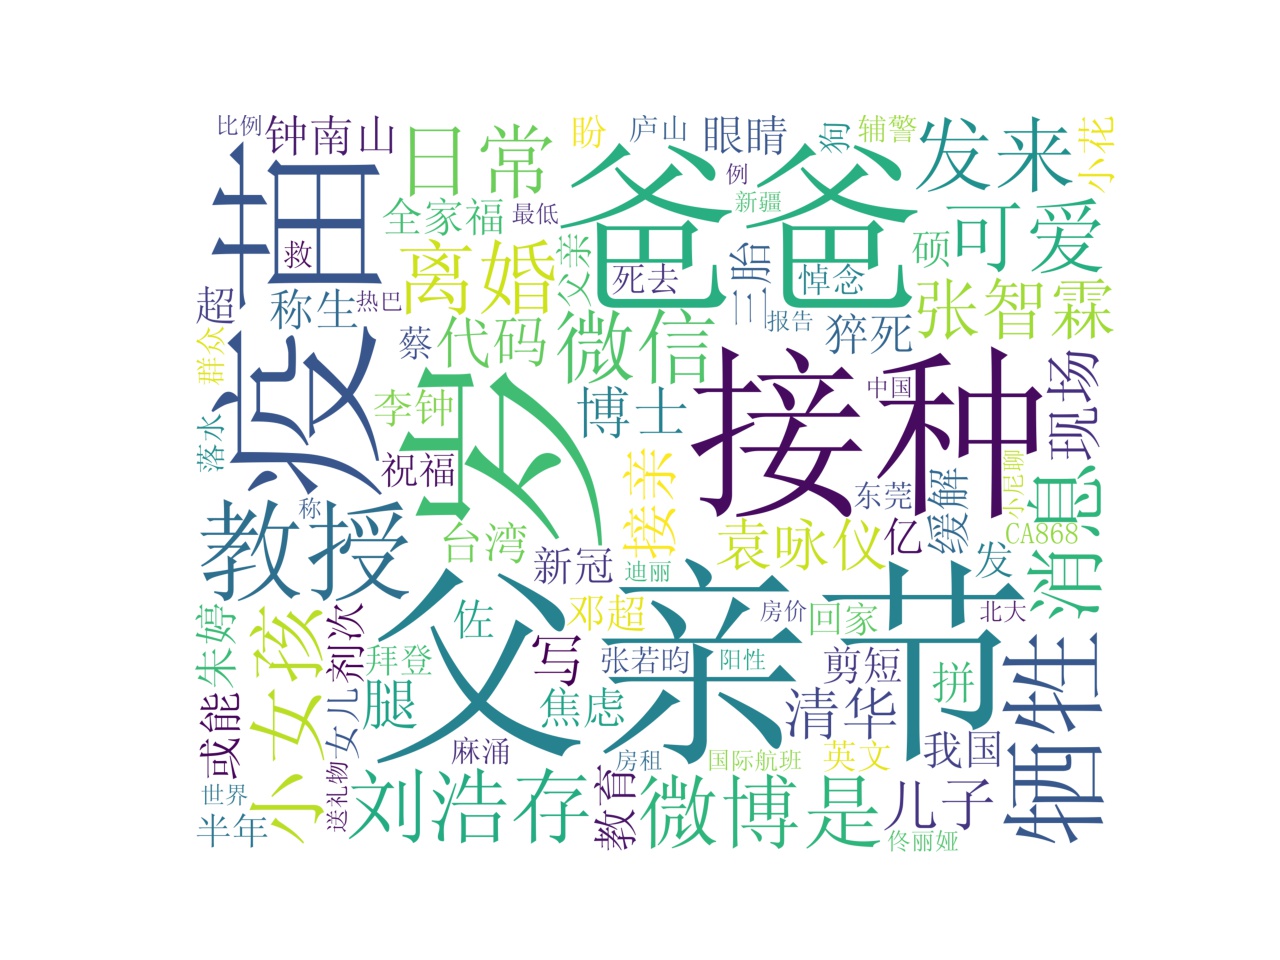 比例
钟南山
日常
盼
庐山
眼睛
狗
辅警
发来
小花
疫苗
救
全家福
最低
爸爸
例
新疆
硕
可爱
超
称生
热巴
离婚
父亲
死去
三胎
悼念
报告
猝死
张智霖
群众
蔡
代码
微信
岁
接种
中国
现场
落水
李钟
博士
祝福
称
教授
台湾
新冠
接亲
迪丽
袁咏仪
亿
东莞
缓解
小尼聊
CA868
消息
发
朱婷
小女孩
剂次
拜登
腿
父亲节
佐
邓超
写
焦虑
张若昀
阳性
房价
回家
剪短
拼
北大
牺牲
或能
女儿
麻涌
清华
我国
世界
半年
送礼物
刘浩存
教育
房租
国际航班
英文
微博是
儿子
佟丽娅